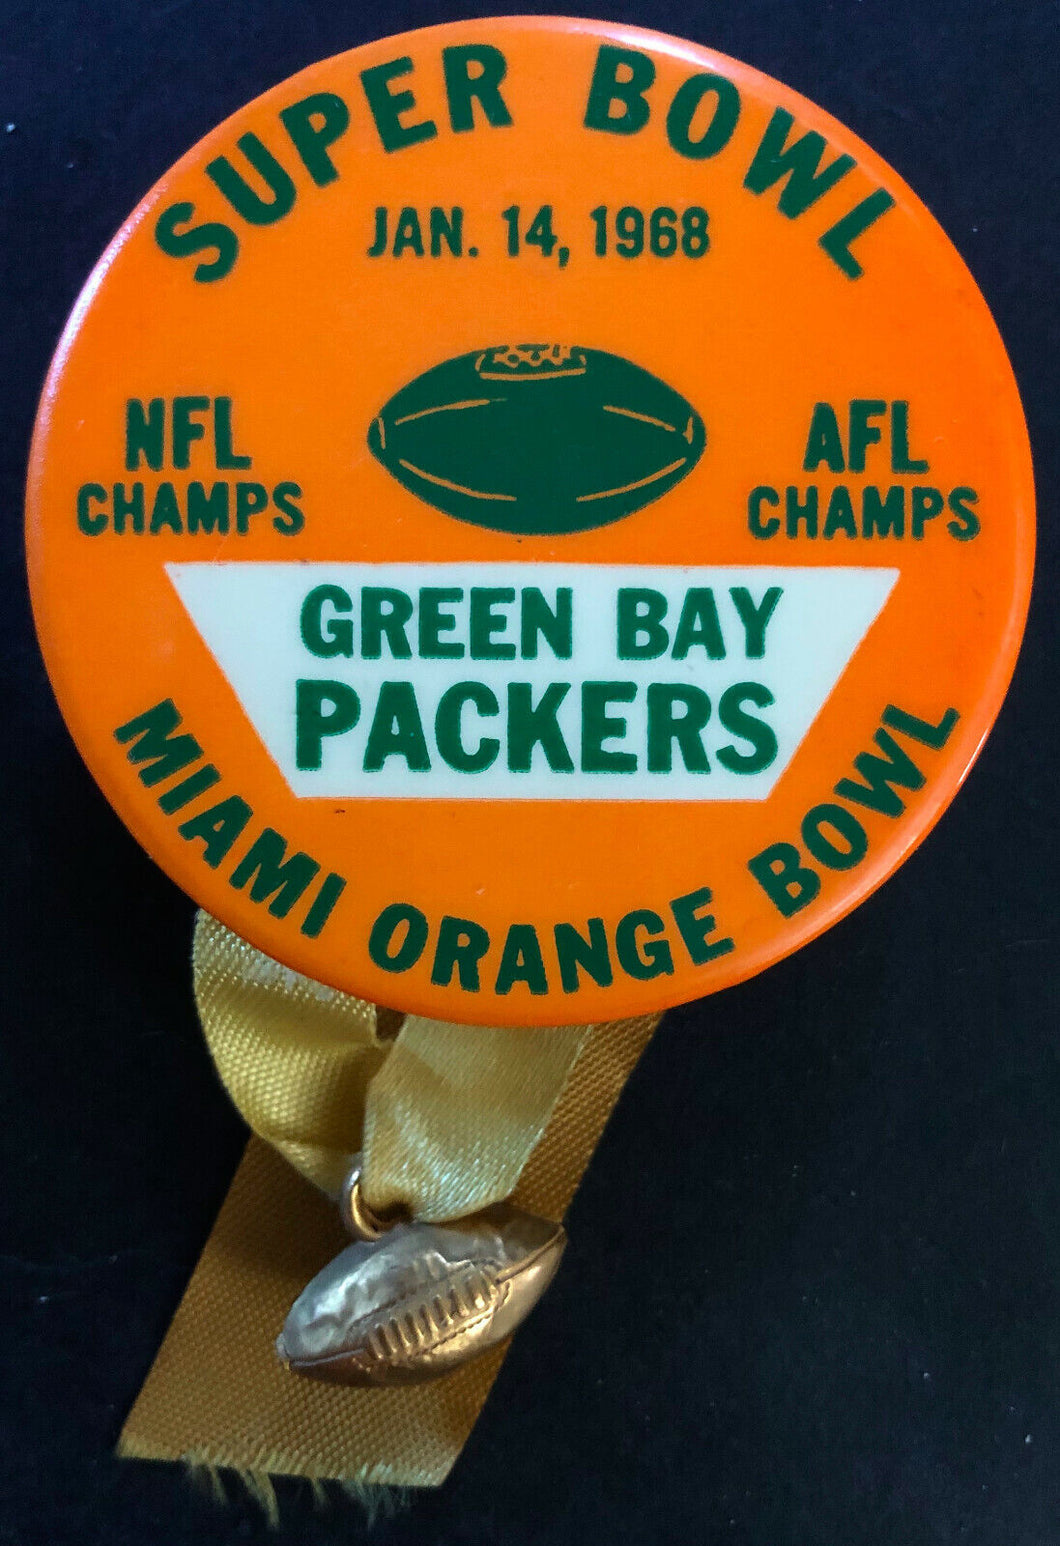 SUPER BOWL
JAN. 14, 1968
NFL
CHAMPS
AFL
CHAMPS
GREEN BAY
PACKERS
MIAMI ORANGE BOWL